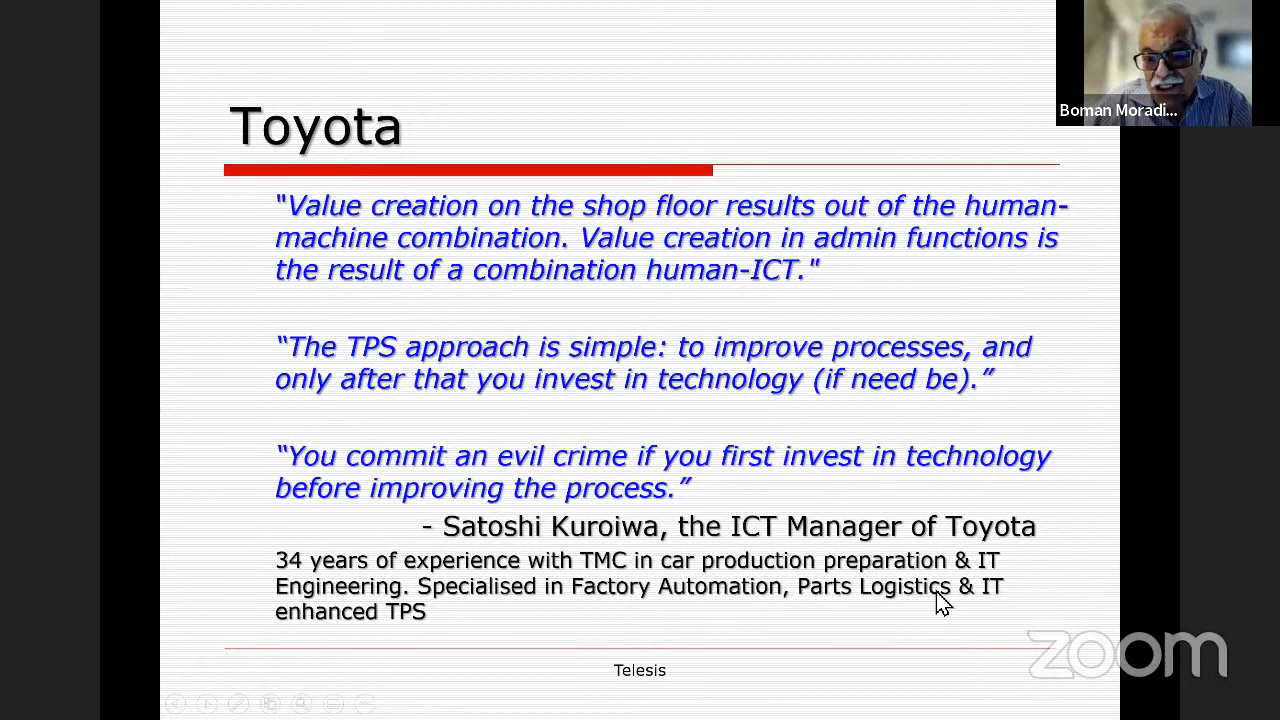 Boman Moradi...
Toyota
"Value creation on the shop floor results out of the human-
machine combination. Value creation in admin functions is
the result of a combination human-ICT."
“The TPS approach is simple: to improve processes, and
only after that you invest in technology (if need be).”
“You commit an evil crime if you first invest in technology
before improving the process.”
- Satoshi Kuroiwa, the ICT Manager of Toyota
34 years of experience with TMC in car production preparation & IT
Engineering. Specialised in Factory Automation, Parts Logistics & IT
enhanced TPS
Telesis
zoom